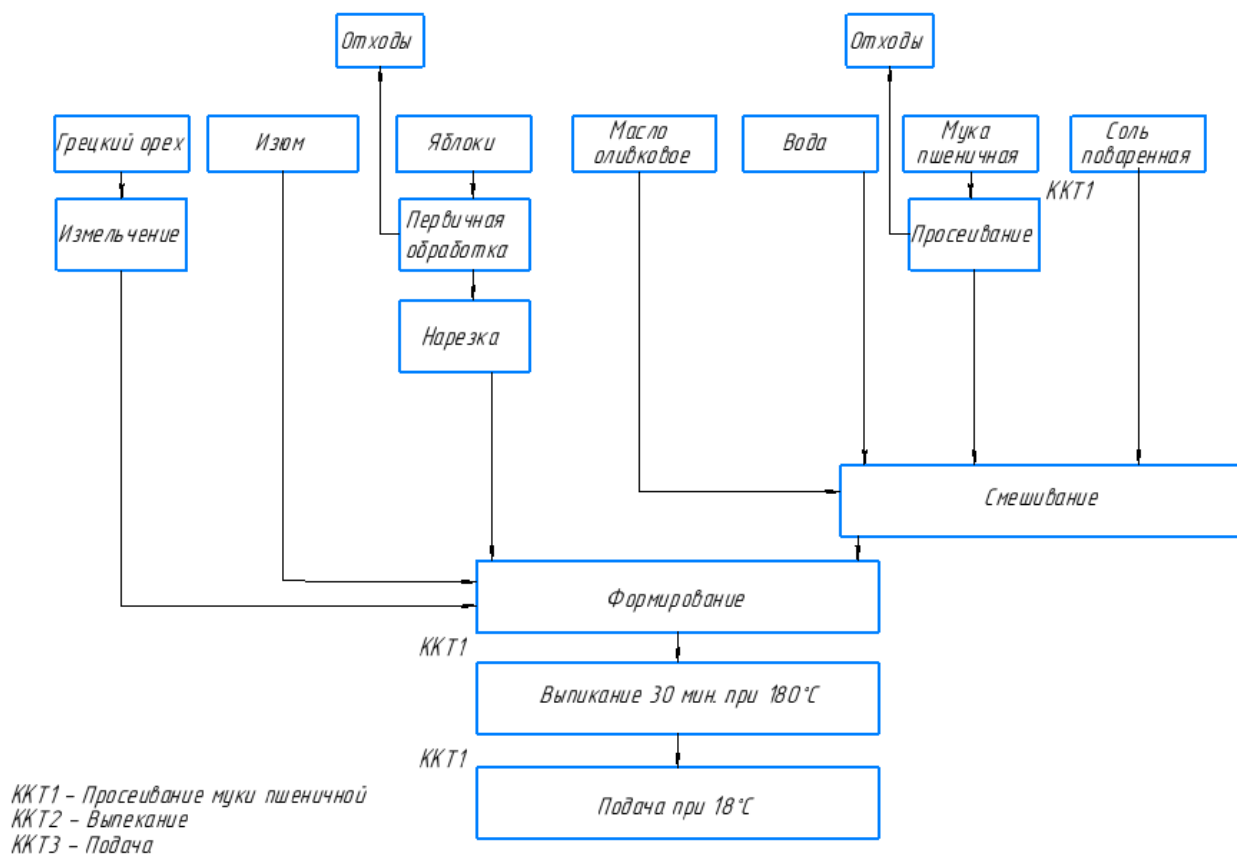 Отходы
Отходы
Грецкий орех
Изюм
Яблоки
Масло
оливковое
Вода
Мука
пшеничная
Соль
поваренная
ККТ1
Измельчение
Первичная
обработка
Просеивание
Нарезка
Смешивание
Формирование
ККТ1
Выпикание 30 мин. при 180°С
ККТ1
Подача при 18°С
ККТ1 – Просеивание муки пшеничной
ККТ2 – Выпекание
ККТ3 – Подача